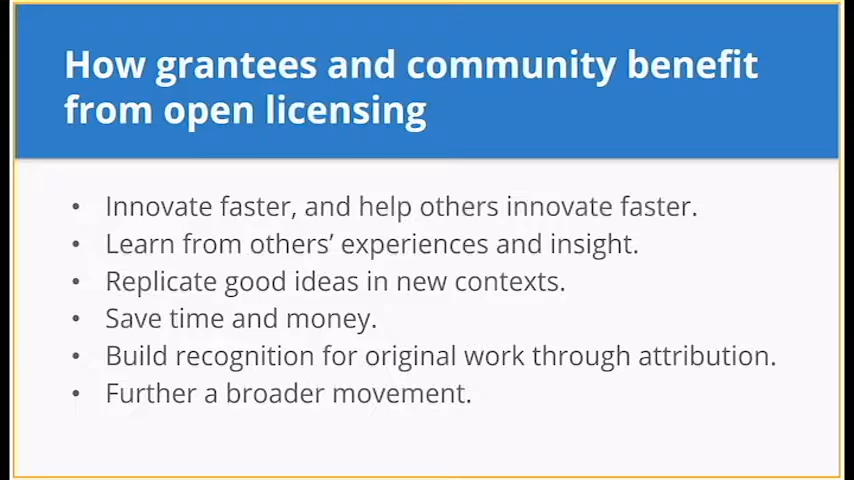 How grantees and community benefit
from open licensing
• Innovate faster, and help others innovate faster.
• Learn from others’ experiences and insight.
• Replicate good ideas in new contexts.
• Save time and money.
• Build recognition for original work through attribution.
• Further a broader movement.